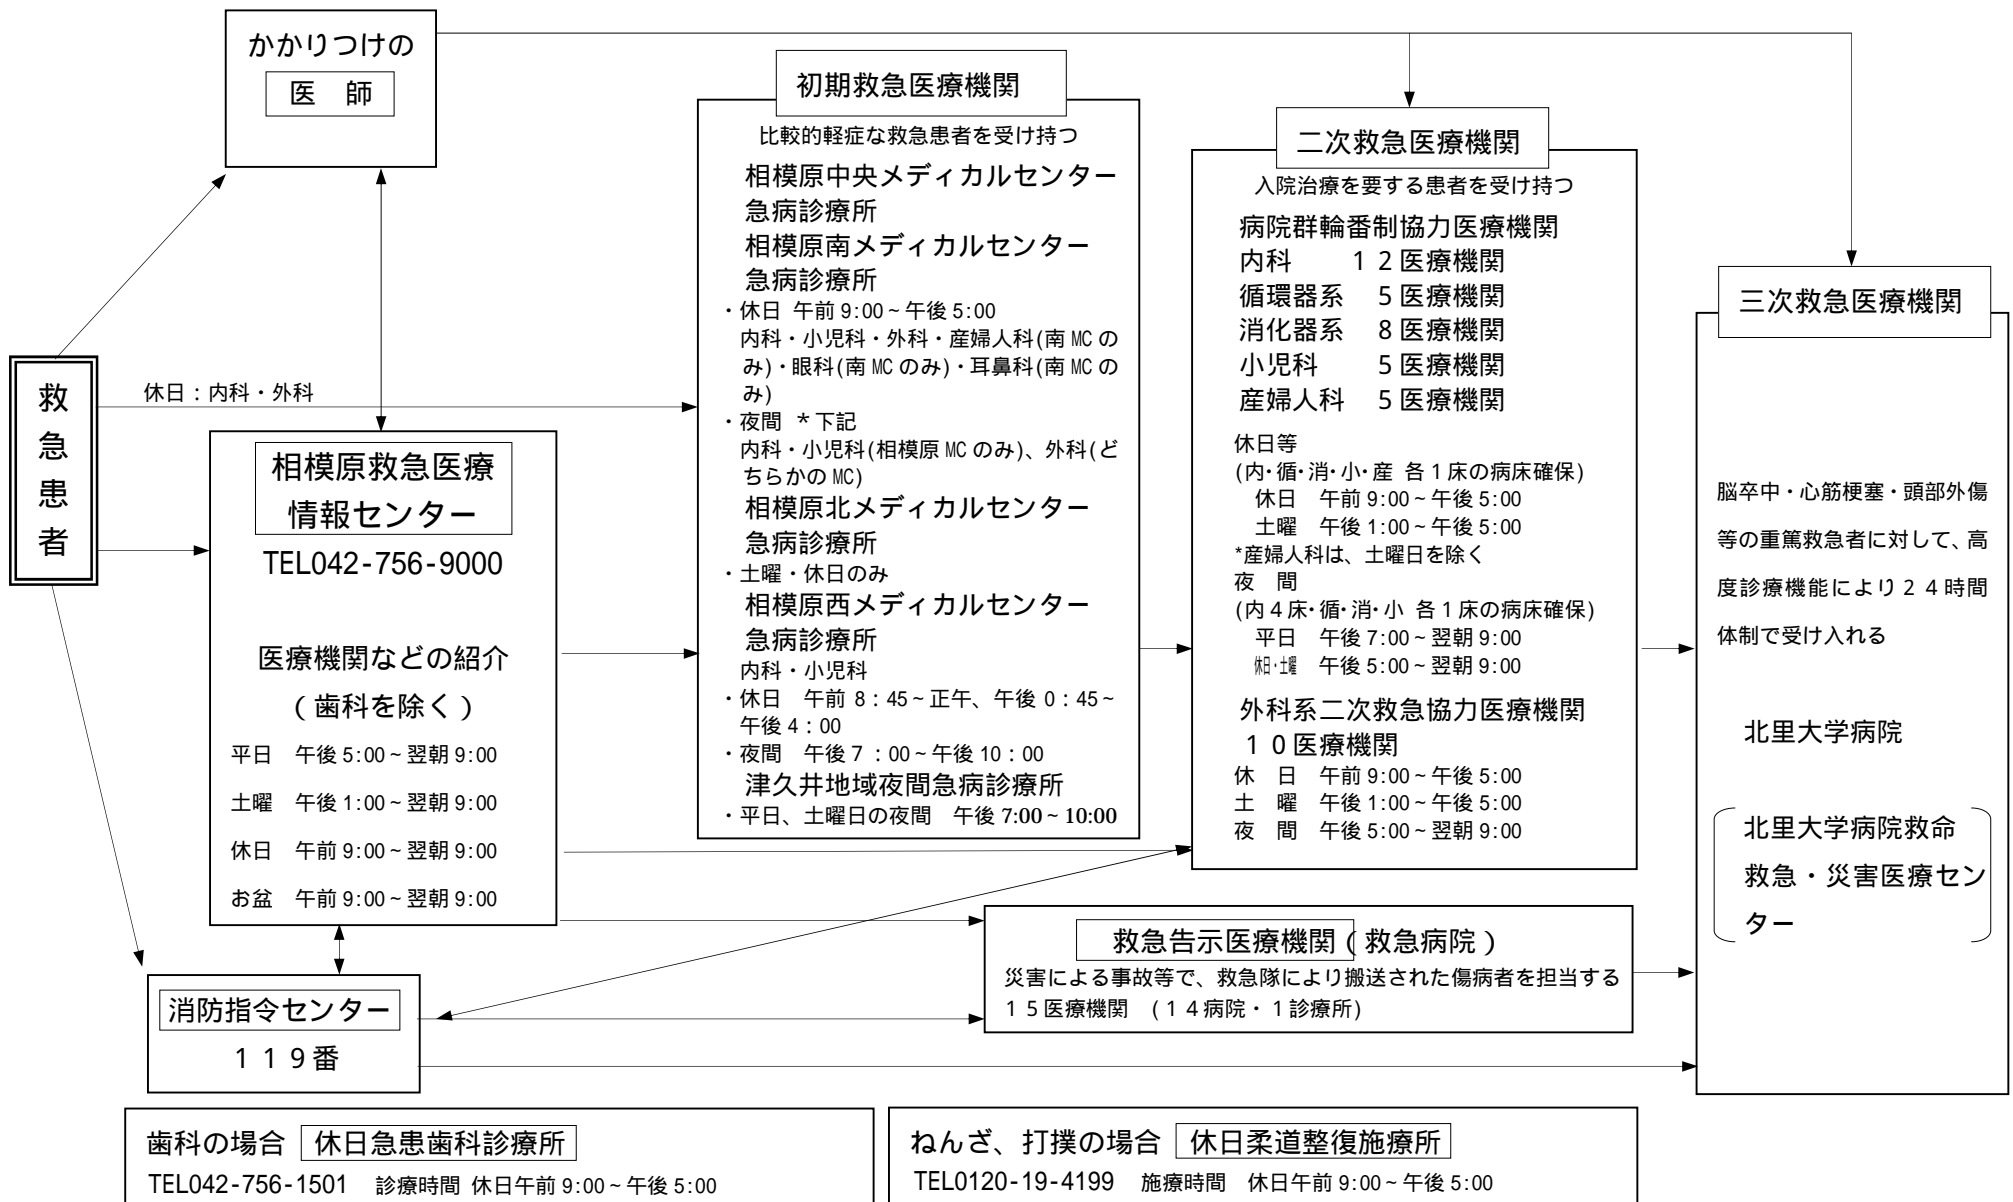 かかりつけの
医　師
救急患者
休日：内科・外科
相模原救急医療
情報センター
TEL042-756-9000
医療機関などの紹介
（歯科を除く）
平日　午後5:00～翌朝9:00
土曜　午後1:00～翌朝9:00
休日　午前9:00～翌朝9:00
お盆　午前9:00～翌朝9:00
消防指令センター
１１９番
初期救急医療機関
比較的軽症な救急患者を受け持つ
相模原中央メディカルセンター
急病診療所
相模原南メディカルセンター
急病診療所
・休日 午前9:00～午後5:00
内科・小児科・外科・産婦人科(南MCの
み)・眼科(南MCのみ)・耳鼻科(南MCの
み)
・夜間 ＊下記
内科・小児科(相模原MCのみ)、外科(ど
ちらかのMC)
相模原北メディカルセンター
急病診療所
・土曜・休日のみ
相模原西メディカルセンター
急病診療所
内科・小児科
・休日　午前8：45～正午、午後0：45～
午後4：00
・夜間　午後7：00～午後10：00
津久井地域夜間急病診療所
・平日、土曜日の夜間　午後7:00～10:00
二次救急医療機関
入院治療を要する患者を受け持つ
病院群輪番制協力医療機関
内科　　１２医療機関
循環器系　５医療機関
消化器系　８医療機関
小児科　　５医療機関
産婦人科　５医療機関
休日等
(内・循・消・小・産 各１床の病床確保)
休日　午前9:00～午後5:00
土曜　午後1:00～午後5:00
*産婦人科は、土曜日を除く
夜　間
(内４床・循・消・小 各１床の病床確保)
平日　午後7:00～翌朝9:00
休日・土曜　午後5:00～翌朝9:00
外科系二次救急協力医療機関
１０医療機関
休　日　午前9:00～午後5:00
土　曜　午後1:00～午後5:00
夜　間　午後5:00～翌朝9:00
救急告示医療機関（救急病院）
災害による事故等で、救急隊により搬送された傷病者を担当する
１５医療機関　(１４病院・１診療所)
三次救急医療機関
脳卒中・心筋梗塞・頭部外傷
等の重篤救急者に対して、高
度診療機能により２４時間
体制で受け入れる
北里大学病院
北里大学病院救命
救急・災害医療セン
ター
歯科の場合 休日急患歯科診療所
TEL042-756-1501　診療時間 休日午前9:00～午後5:00
ねんざ、打撲の場合 休日柔道整復施療所
TEL0120-19-4199　施療時間　休日午前9:00～午後5:00